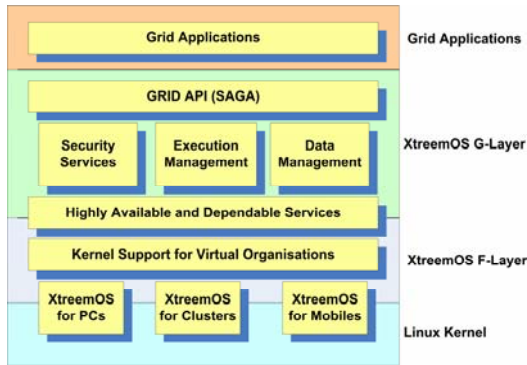 Grid Applications
Grid Applications
GRID API (SAGA)
Security
Services
Execution
Management
Data
Management
XtreemOS G-Layer
Highly Available and Dependable Services
Kernel Support for Virtual Organisations
XtreemOS F-Layer
XtreemOS
for PCs
XtreemOS
for Clusters
XtreemOS
for Mobiles
Linux Kernel